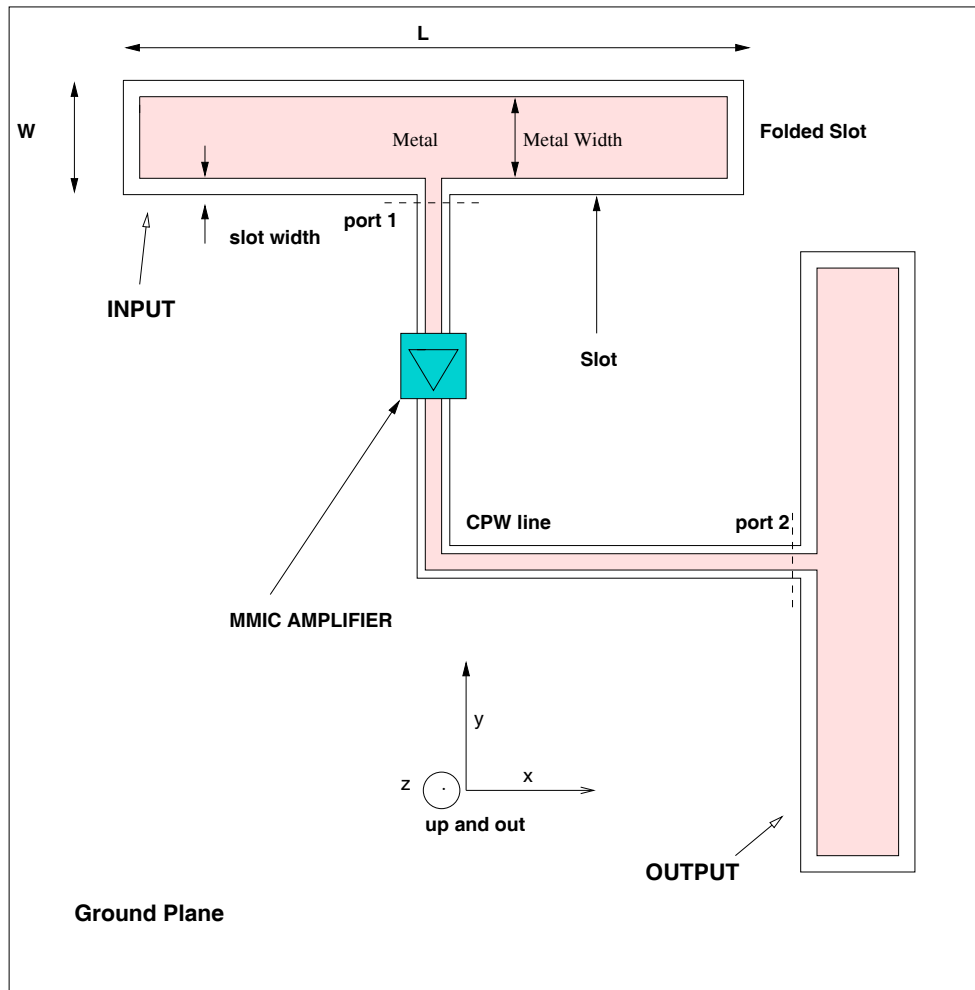 L
W
Metal
Metal Width
Folded Slot
port 1
slot width
INPUT
Slot
CPW line
port 2
MMIC AMPLIFIER
y
z
x
up and out
OUTPUT
Ground Plane